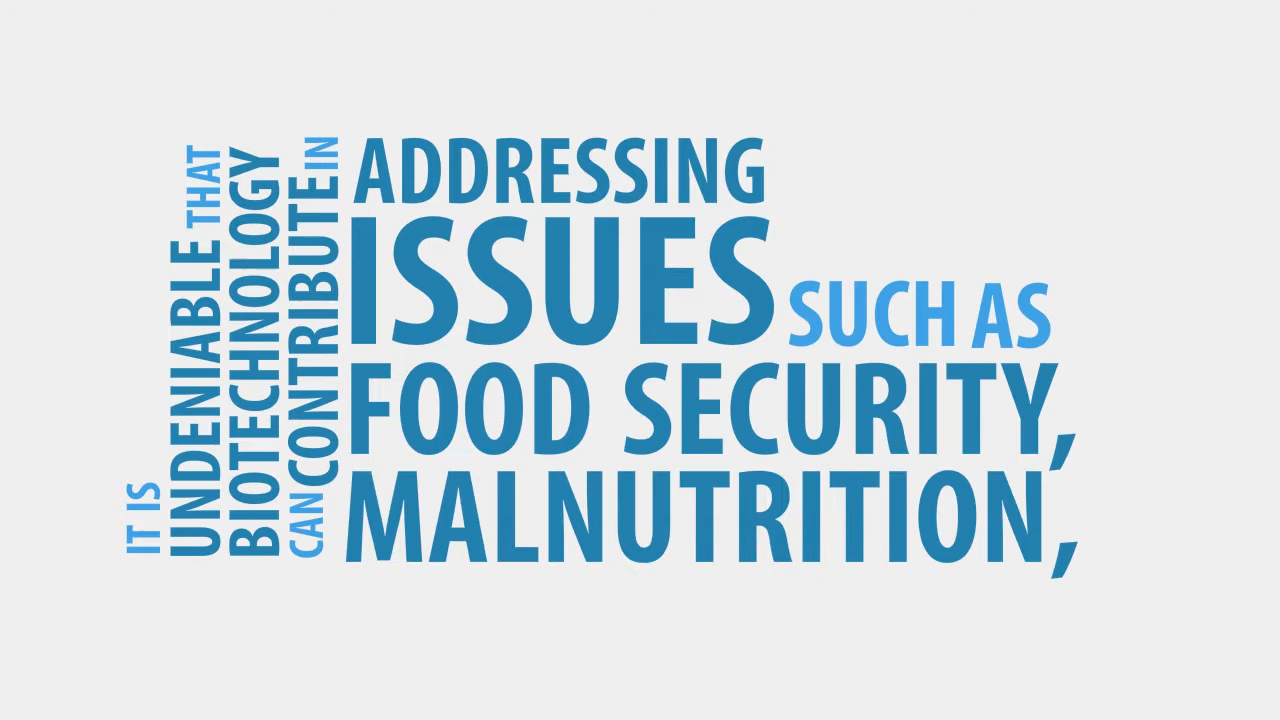 IT IS
UNDENIABLE THAT
BIOTECHNOLOGY
CAN CONTRIBUTE IN
ADDRESSING
ISSUES SUCH AS
FOOD SECURITY,
MALNUTRITION,